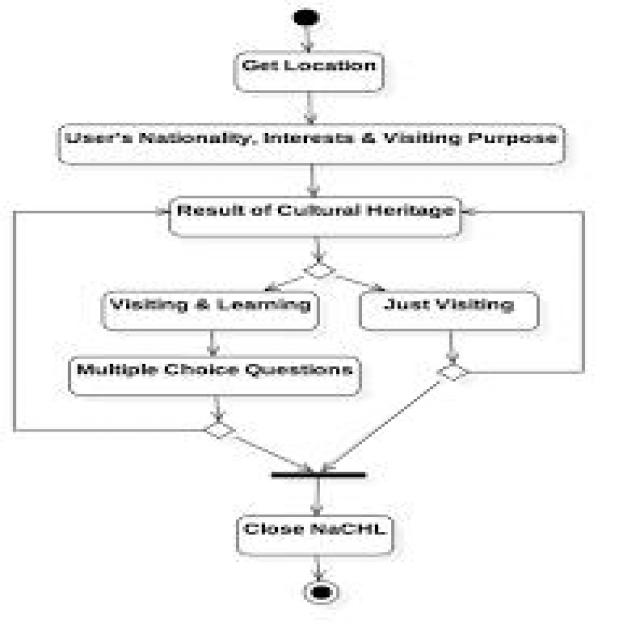 Get Location
User's Nationality, Interests & Visiting Purpose
Result of Cultural Heritage
Visiting & Learning
Just Visiting
Multiple Choice Questions
Close NaCHL